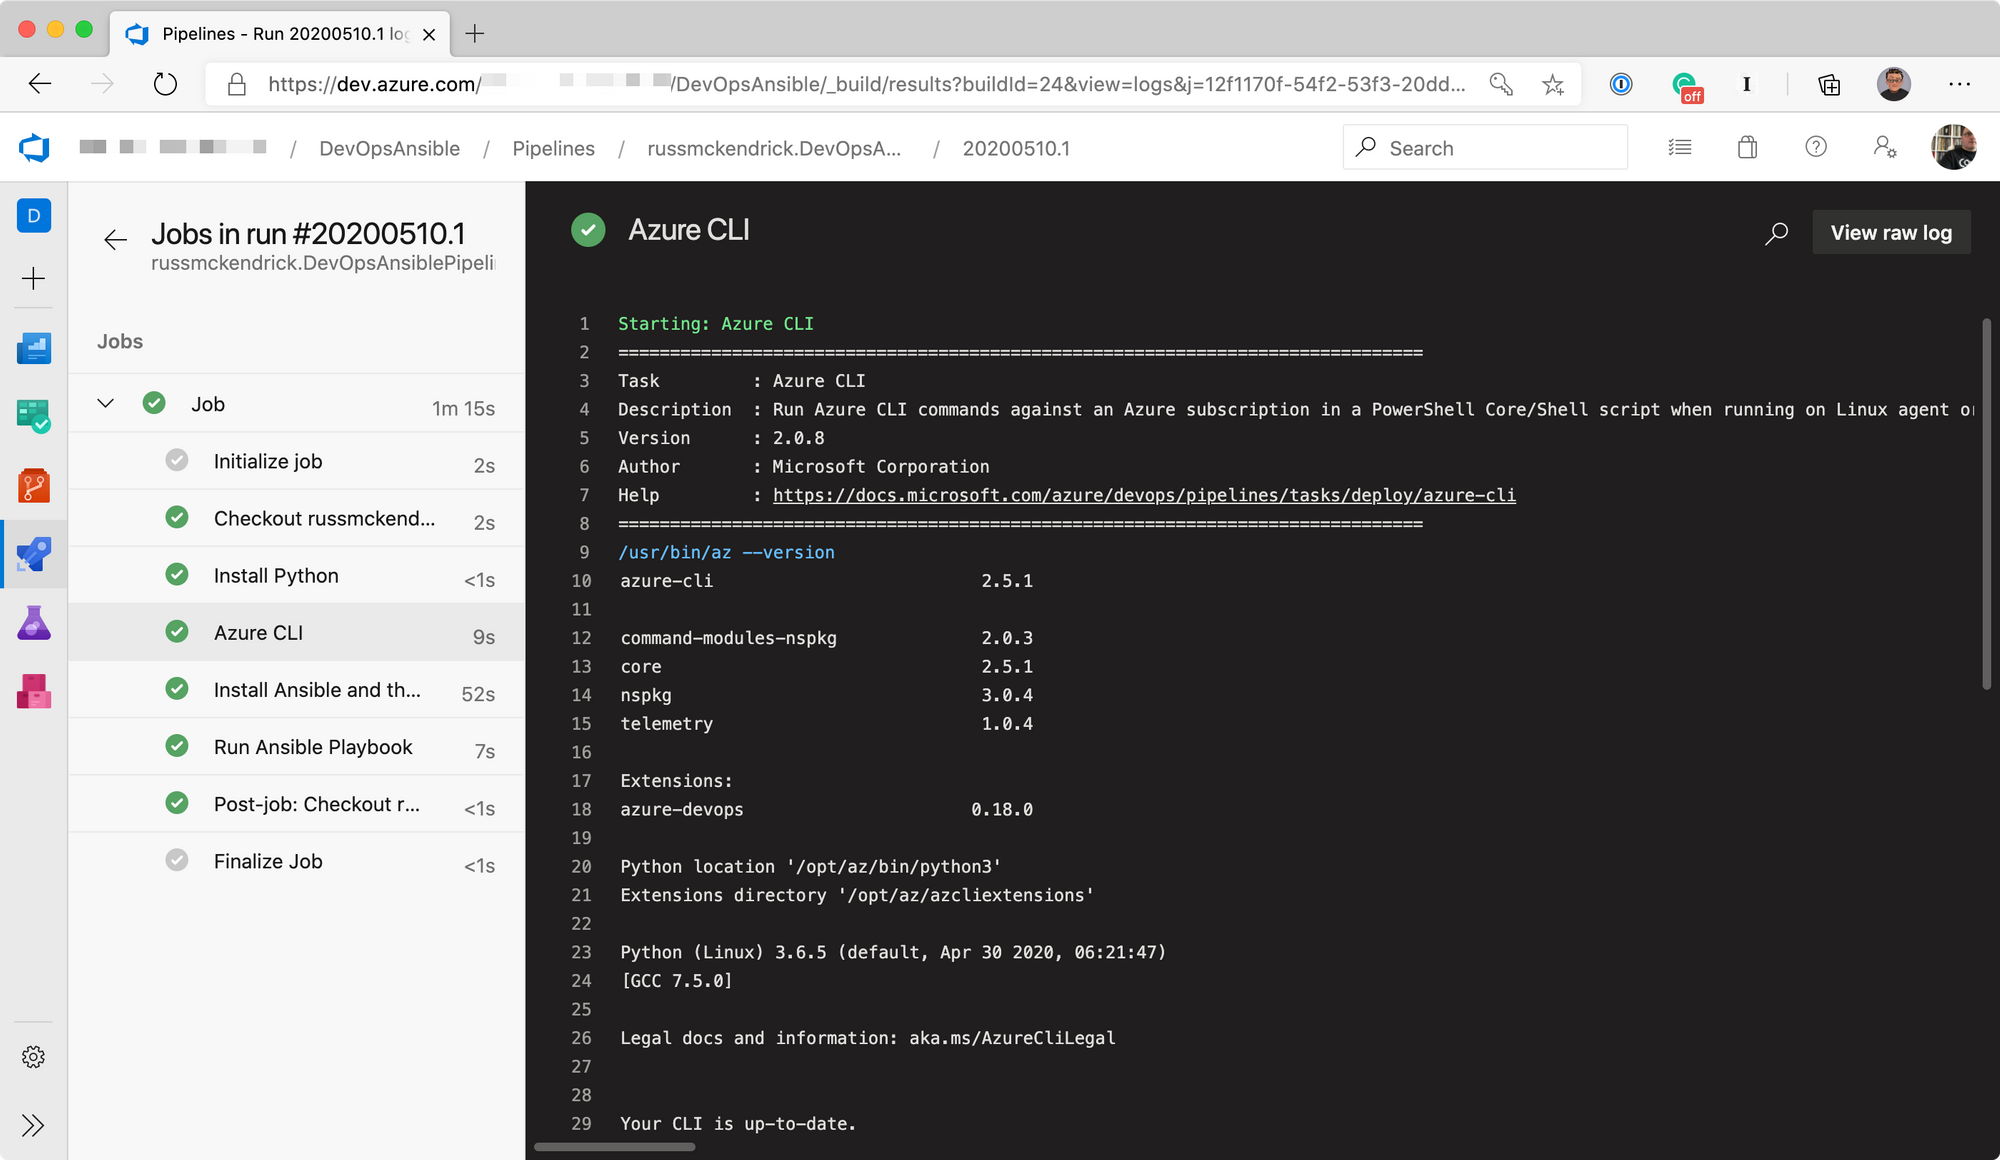 Pipelines - Run 20200510.1 log
https://dev.azure.com/ /DevOpsAnsible/_build/results?buildId=24&view=logs&j=12f1170f-54f2-53f3-20dd...
off
I
/ DevOpsAnsible / Pipelines / russmckendrick.DevOpsA... / 20200510.1
Search
D
Jobs in run #20200510.1
russmckendrick.DevOpsAnsiblePipeli
Jobs
Job 1m 15s
Initialize job 2s
Checkout russmckend... 2s
Install Python <1s
Azure CLI 9s
Install Ansible and th... 52s
Run Ansible Playbook 7s
Post-job: Checkout r... <1s
Finalize Job <1s
Azure CLI
View raw log
1 Starting: Azure CLI
2 ==============================================================================
3 Task : Azure CLI
4 Description : Run Azure CLI commands against an Azure subscription in a PowerShell Core/Shell script when running on Linux agent or
5 Version : 2.0.8
6 Author : Microsoft Corporation
7 Help : https://docs.microsoft.com/azure/devops/pipelines/tasks/deploy/azure-cli
8 ==============================================================================
9 /usr/bin/az --version
10 azure-cli 2.5.1
11
12 command-modules-nspkg 2.0.3
13 core 2.5.1
14 nspkg 3.0.4
15 telemetry 1.0.4
16
17 Extensions:
18 azure-devops 0.18.0
19
20 Python location '/opt/az/bin/python3'
21 Extensions directory '/opt/az/azcliextensions'
22
23 Python (Linux) 3.6.5 (default, Apr 30 2020, 06:21:47)
24 [GCC 7.5.0]
25
26 Legal docs and information: aka.ms/AzureCliLegal
27
28
29 Your CLI is up-to-date.